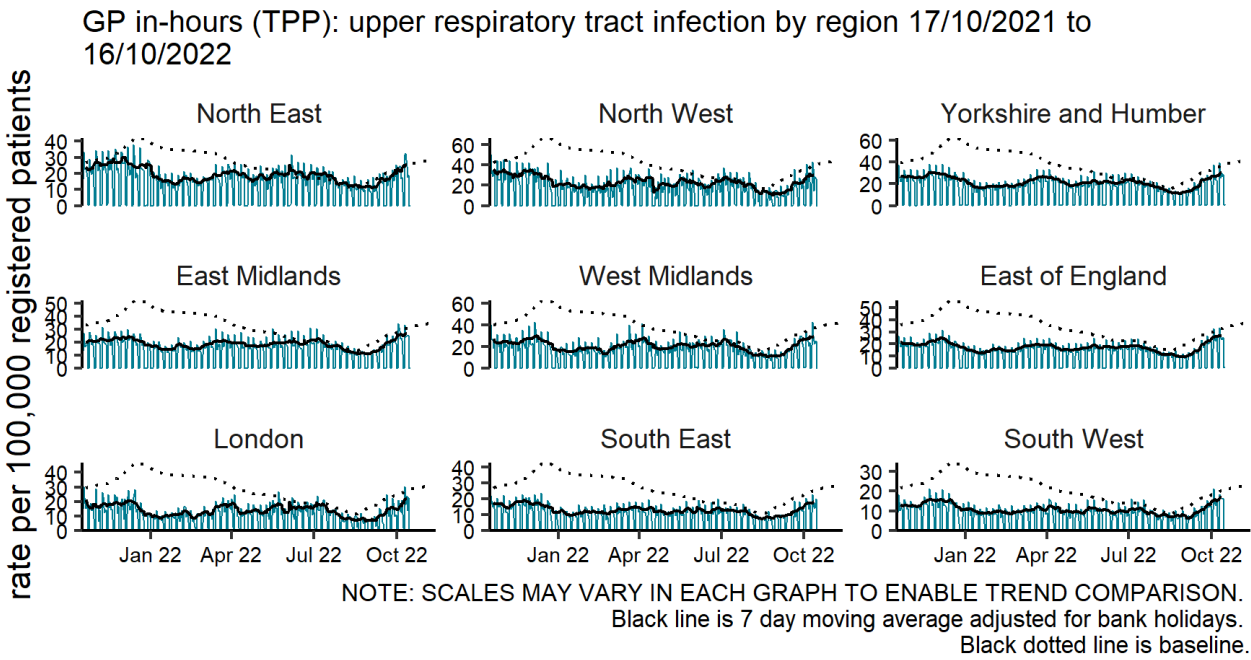 GP in-hours (TPP): upper respiratory tract infection by region 17/10/2021 to
16/10/2022
rate per 100,000 registered patients
North East
40
30
20
10
0
North West
60
40
20
0
Yorkshire and Humber
60
40
20
0
East Midlands
50
40
30
20
10
0
West Midlands
60
40
20
0
East of England
50
40
30
20
10
0
London
40
30
20
10
0
Jan 22 Apr 22 Jul 22 Oct 22
South East
40
30
20
10
0
Jan 22 Apr 22 Jul 22 Oct 22
South West
30
20
10
0
Jan 22 Apr 22 Jul 22 Oct 22
NOTE: SCALES MAY VARY IN EACH GRAPH TO ENABLE TREND COMPARISON.
Black line is 7 day moving average adjusted for bank holidays.
Black dotted line is baseline.